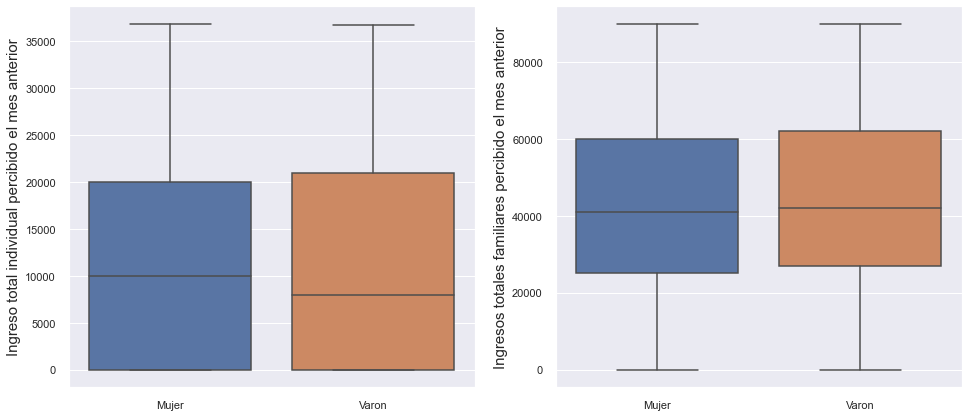 Ingreso total individual percibido el mes anterior
35000
30000
25000
20000
15000
10000
5000
0
Mujer
Varon
Ingresos totales familiares percibido el mes anterior
80000
60000
40000
20000
0
Mujer
Varon